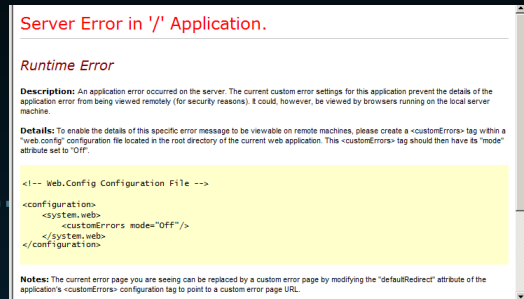 Server Error in '/' Application.
Runtime Error
Description: An application error occurred on the server. The current custom error settings for this application prevent the details of the
application error from being viewed remotely (for security reasons). It could, however, be viewed by browsers running on the local server
machine.
Details: To enable the details of this specific error message to be viewable on remote machines, please create a <customErrors> tag within a
"web.config" configuration file located in the root directory of the current web application. This <customErrors> tag should then have its "mode"
attribute set to "Off".
<!-- Web.Config Configuration File -->
<configuration>
    <system.web>
        <customErrors mode="Off"/>
    </system.web>
</configuration>
Notes: The current error page you are seeing can be replaced by a custom error page by modifying the "defaultRedirect" attribute of the
application's <customErrors> configuration tag to point to a custom error page URL.